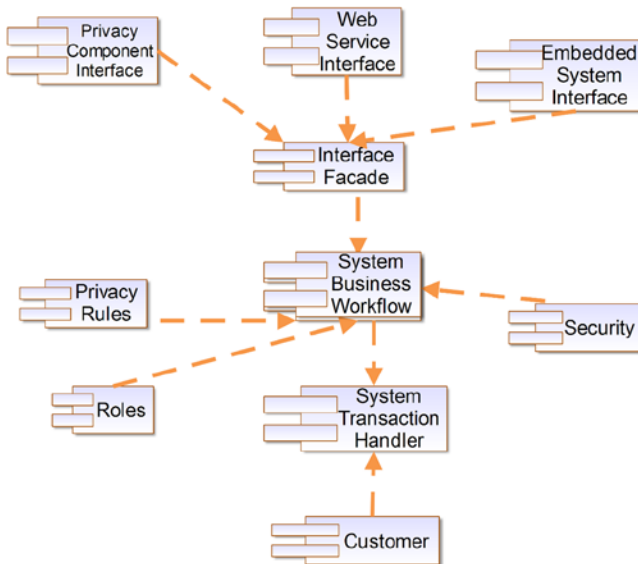 Privacy
Component
Interface
Web
Service
Interface
Embedded
System
Interface
Interface
Facade
System
Business
Workflow
Privacy
Rules
Security
Roles
System
Transaction
Handler
Customer